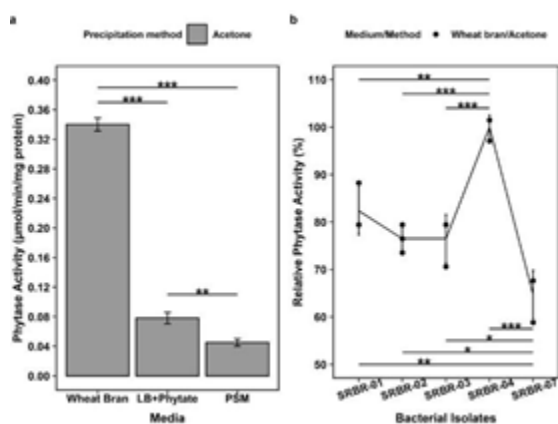 a
Precipitation method Acetone
Phytase Activity (µmol/min/mg protein)
0.40
0.36
0.32
0.28
0.24
0.20
0.16
0.12
0.08
0.04
0.00
***
***
**
Wheat Bran LB+Phytate PSM
Media
b
Medium/Method Wheat bran/Acetone
Relative Phytase Activity (%)
110
100
90
80
70
60
50
**
***
***
***
*
*
**
SRBR-01 SRBR-02 SRBR-03 SRBR-04 SRBR-07
Bacterial Isolates